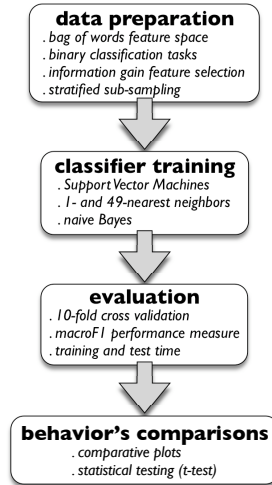 data preparation
. bag of words feature space
. binary classification tasks
. information gain feature selection
. stratified sub-sampling
classifier training
. Support Vector Machines
. 1- and 49-nearest neighbors
. naive Bayes
evaluation
. 10-fold cross validation
. macroF1 performance measure
. training and test time
behavior's comparisons
. comparative plots
. statistical testing (t-test)